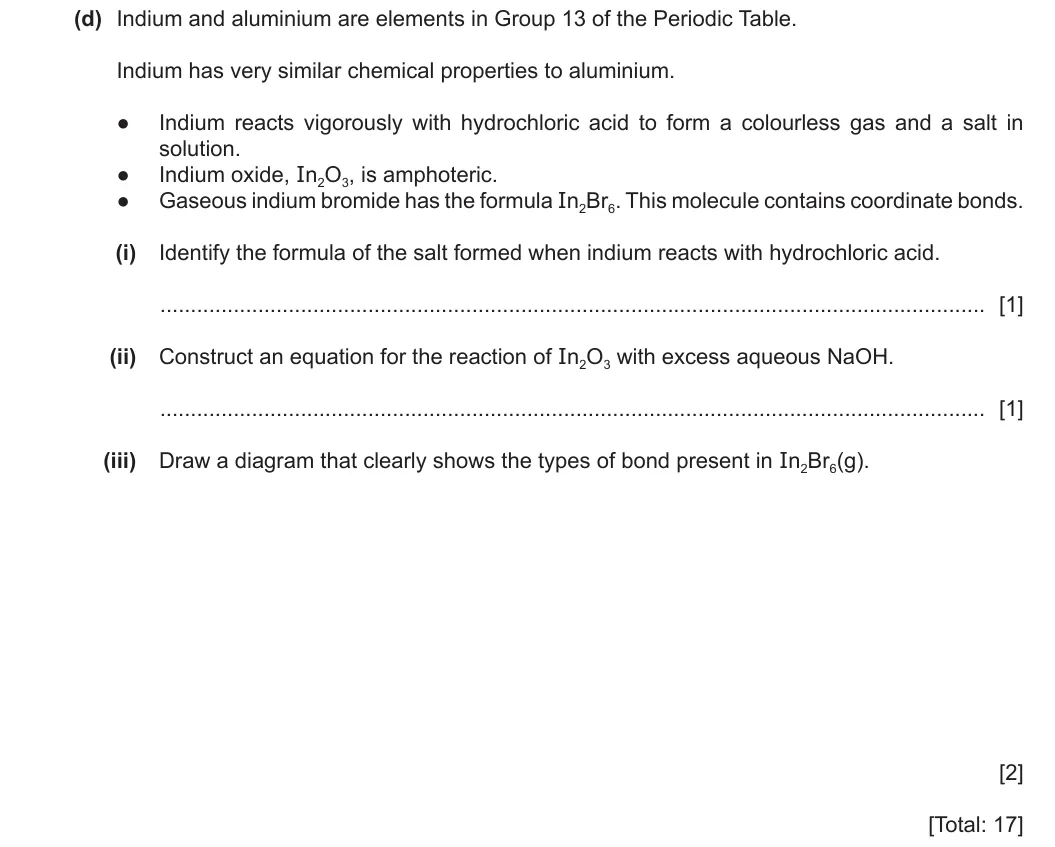 (d) Indium and aluminium are elements in Group 13 of the Periodic Table.
Indium has very similar chemical properties to aluminium.
● Indium reacts vigorously with hydrochloric acid to form a colourless gas and a salt in
solution.
● Indium oxide, In₂O₃, is amphoteric.
● Gaseous indium bromide has the formula In₂Br₆. This molecule contains coordinate bonds.
(i) Identify the formula of the salt formed when indium reacts with hydrochloric acid.
.......................................................................................................................................... [1]
(ii) Construct an equation for the reaction of In₂O₃ with excess aqueous NaOH.
.......................................................................................................................................... [1]
(iii) Draw a diagram that clearly shows the types of bond present in In₂Br₆(g).
[2]
[Total: 17]